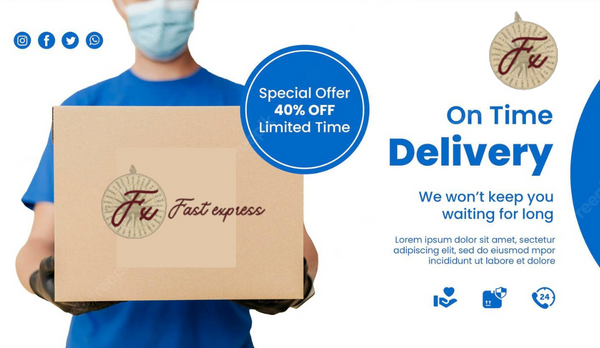 Fx
Special Offer
40% OFF
Limited Time
On Time
Delivery
We won't keep you
waiting for long
Lorem ipsum dolor sit amet, sectetur
adipiscing elit, sed do eiusmod mpor
incididunt ut labore et dolore
24
Fx Fast express